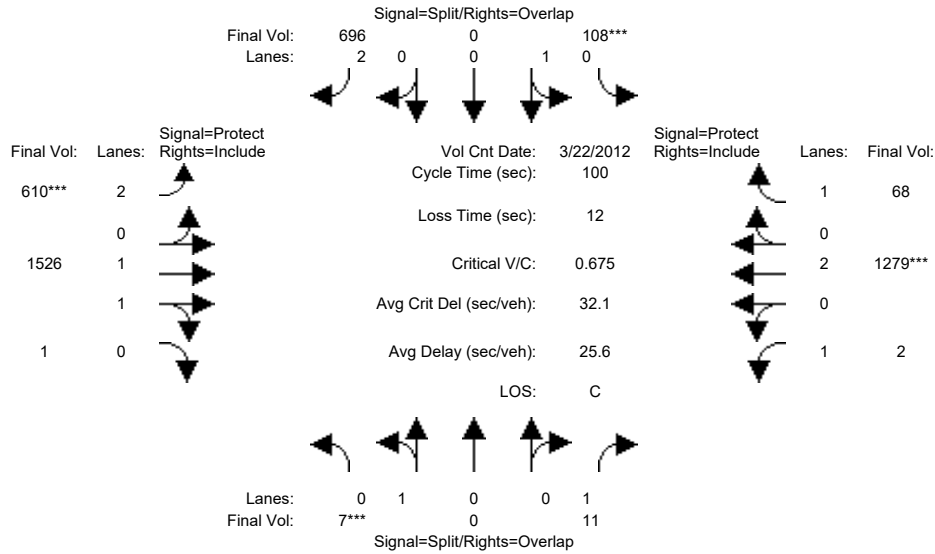 Signal=Split/Rights=Overlap
Final Vol: 696 0 108***
Lanes: 2 0 0 1 0
Signal=Protect
Final Vol: Lanes: Rights=Include
Vol Cnt Date: 3/22/2012
Signal=Protect
Rights=Include Lanes: Final Vol:
Cycle Time (sec): 100
610*** 2
1 68
Loss Time (sec): 12
0
0
1526 1
Critical V/C: 0.675
2 1279***
1
Avg Crit Del (sec/veh): 32.1
0
1 0
Avg Delay (sec/veh): 25.6
1 2
LOS: C
Lanes: 0 1 0 0 1
Final Vol: 7*** 0 11
Signal=Split/Rights=Overlap